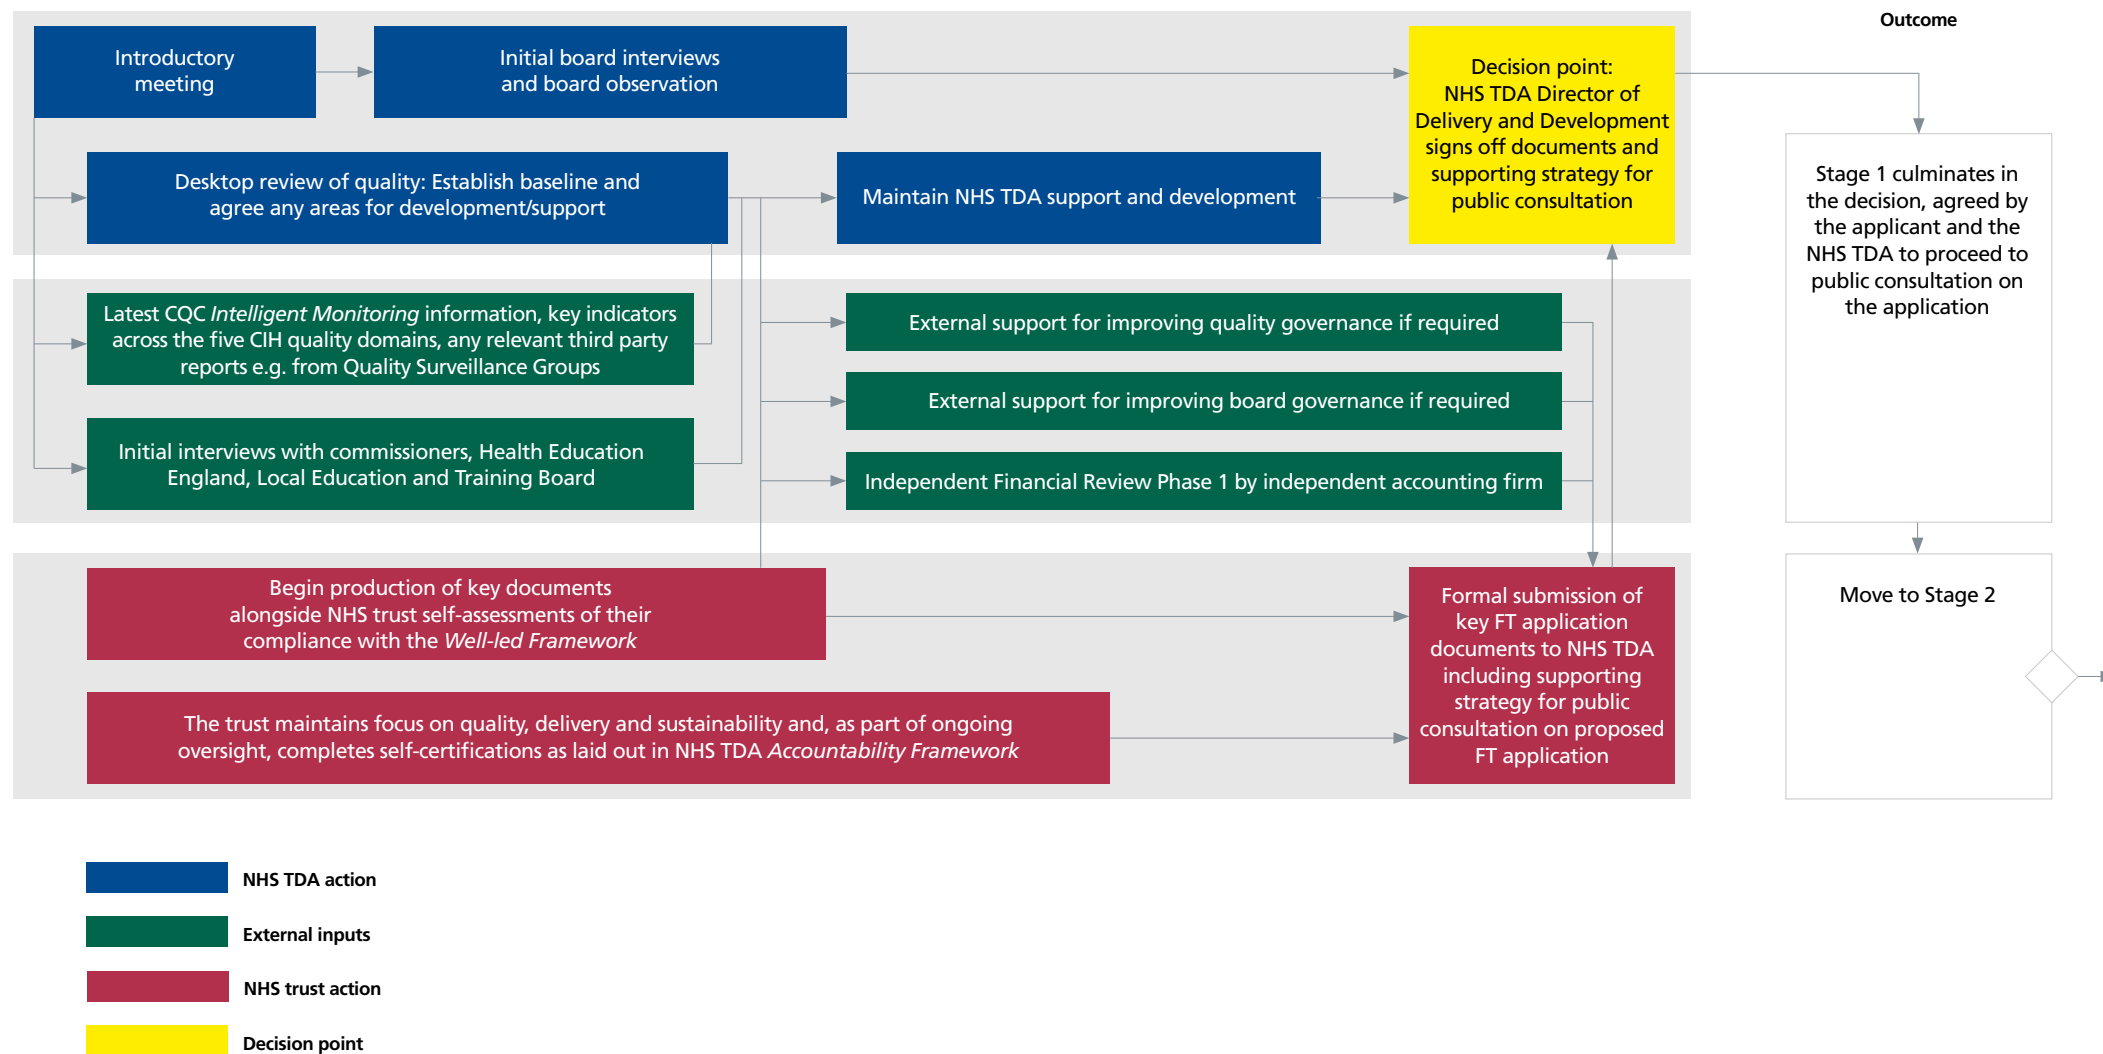 Outcome
Introductory
meeting
Initial board interviews
and board observation
Decision point:
NHS TDA Director of
Delivery and Development
signs off documents and
supporting strategy for
public consultation
Desktop review of quality: Establish baseline and
agree any areas for development/support
Maintain NHS TDA support and development
Stage 1 culminates in
the decision, agreed by
the applicant and the
NHS TDA to proceed to
public consultation on
the application
Latest CQC Intelligent Monitoring information, key indicators
across the five CIH quality domains, any relevant third party
reports e.g. from Quality Surveillance Groups
External support for improving quality governance if required
External support for improving board governance if required
Initial interviews with commissioners, Health Education
England, Local Education and Training Board
Independent Financial Review Phase 1 by independent accounting firm
Begin production of key documents
alongside NHS trust self-assessments of their
compliance with the Well-led Framework
Formal submission of
key FT application
documents to NHS TDA
including supporting
strategy for public
consultation on proposed
FT application
Move to Stage 2
The trust maintains focus on quality, delivery and sustainability and, as part of ongoing
oversight, completes self-certifications as laid out in NHS TDA Accountability Framework
NHS TDA action
External inputs
NHS trust action
Decision point